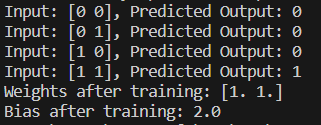 Input: [0 0], Predicted Output: 0
Input: [0 1], Predicted Output: 0
Input: [1 0], Predicted Output: 0
Input: [1 1], Predicted Output: 1
Weights after training: [1. 1.]
Bias after training: 2.0